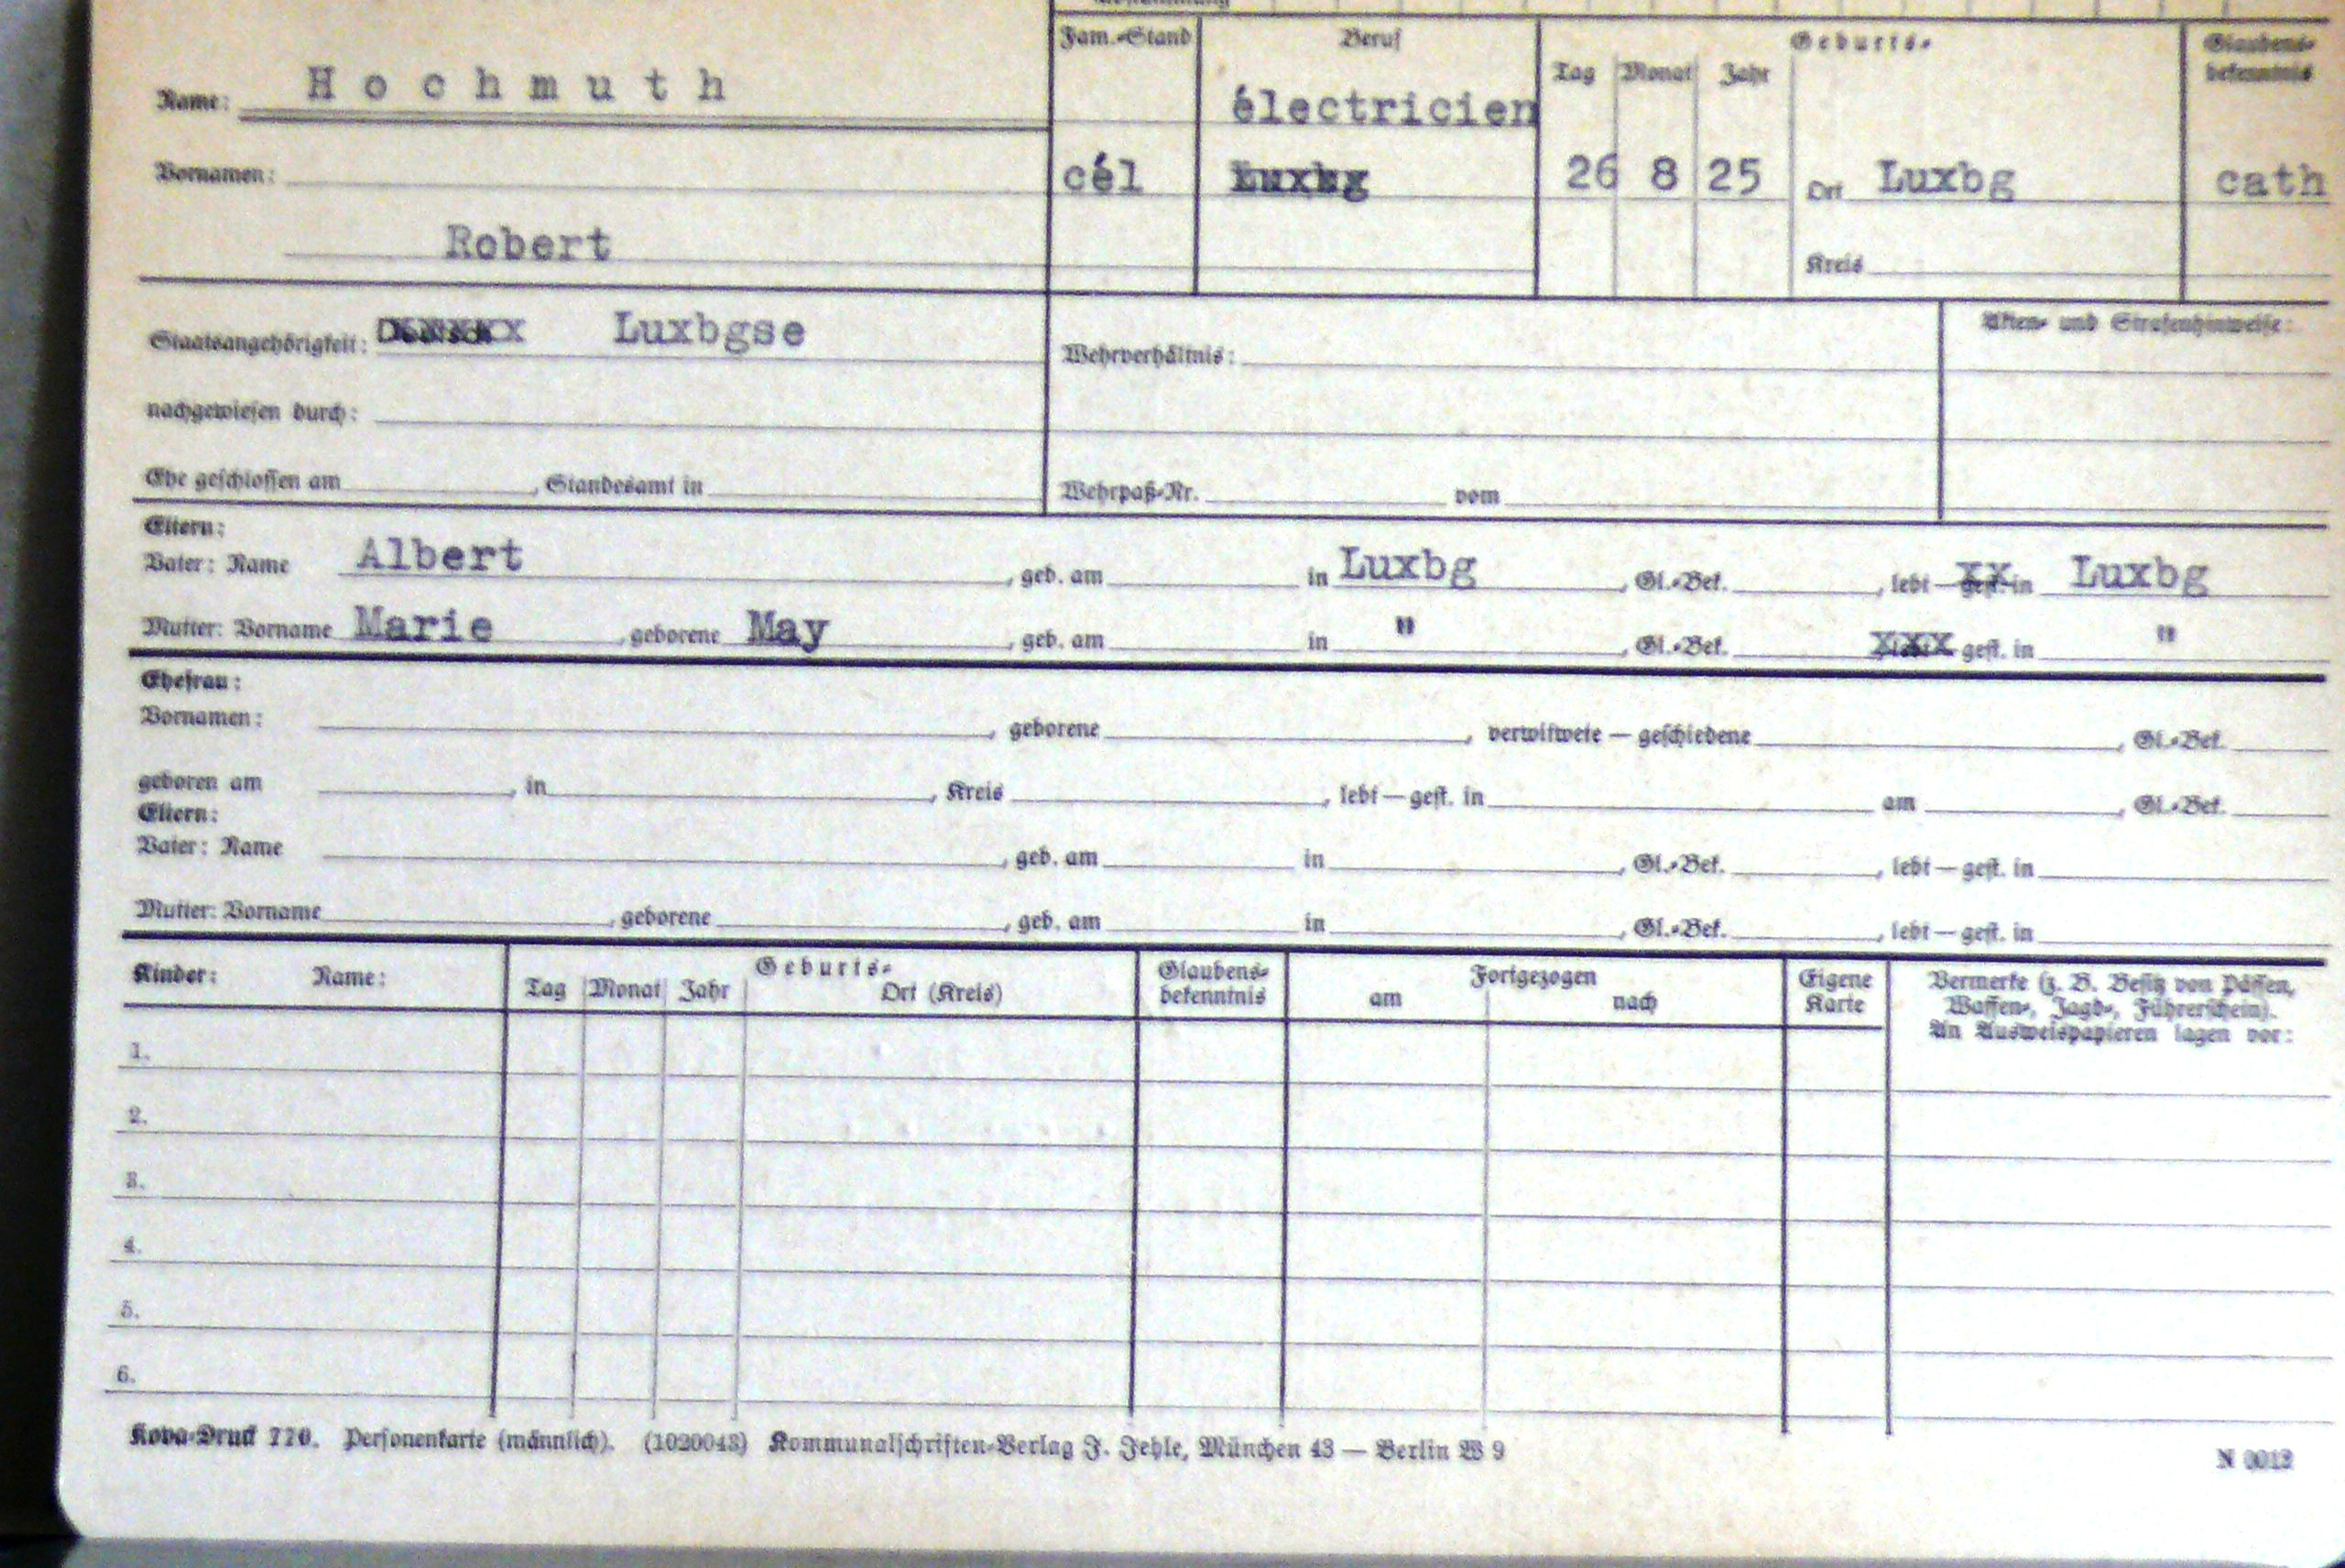 Fam.-Stand Beruf Geburts- Glaubens-
bekenntnis
Tag Monat Jahr
Name: Hochmuth
électricien
Vornamen:
cél Luxbg 26 8 25 Ort Luxbg cath
Robert
Kreis
Staatsangehörigkeit: Luxbgse
Akten- und Strafenhinweise:
Wehrverhältnis:
nachgewiesen durch:
Ehe geschlossen am , Standesamt in
Wehrpaß-Nr. vom
Eltern:
Vater: Name Albert , geb. am in Luxbg , Gl.-Bek. , lebt — gest. in Luxbg
Mutter: Vorname Marie , geborene May , geb. am in " , Gl.-Bek. gest. in "
Ehefrau:
Vornamen: , geborene , verwitwete — geschiedene , Gl.-Bek.
geboren am , in , Kreis , lebt — gest. in am , Gl.-Bek.
Eltern:
Vater: Name , geb. am in , Gl.-Bek. , lebt — gest. in
Mutter: Vorname , geborene , geb. am in , Gl.-Bek. , lebt — gest. in
Kinder: Name: Geburts- Glaubens-
bekenntnis Fortgezogen Eigene
Karte Vermerke (z. B. Besitz von Pässen,
Waffen-, Jagd-, Führerschein).
An Ausweispapieren lagen vor:
Tag Monat Jahr Ort (Kreis) am nach
1.
2.
3.
4.
5.
6.
Kova-Druck 770. Personenkarte (männlich). (1020043) Kommunalschriften-Verlag J. Jehle, München 43 — Berlin W 9
N 0012